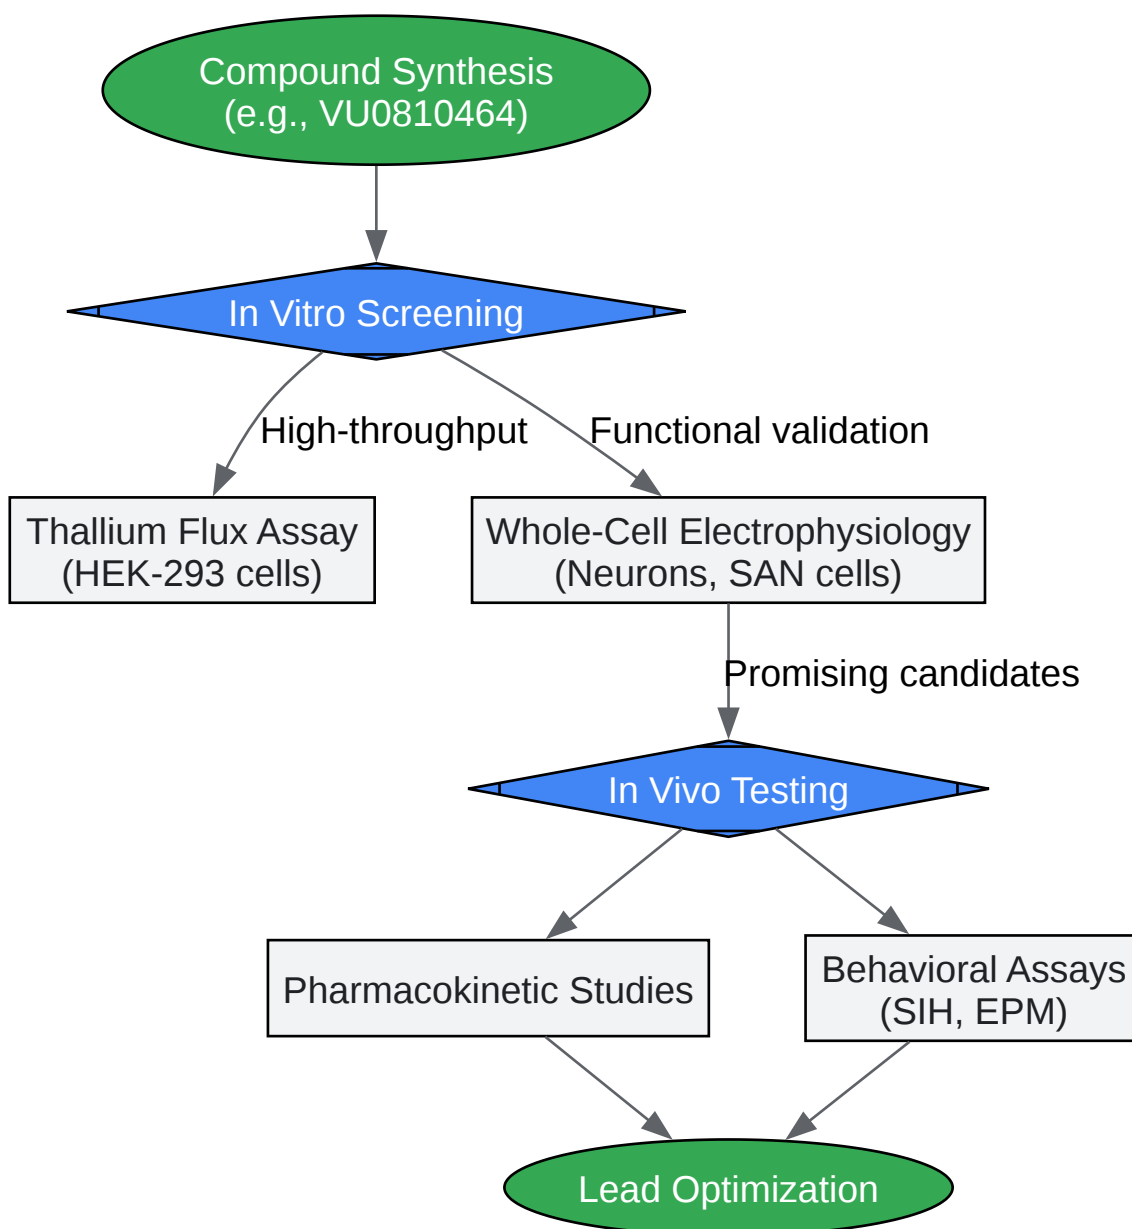 Compound Synthesis
(e.g., VU0810464)
In Vitro Screening
High-throughput
Functional validation
Thallium Flux Assay
(HEK-293 cells)
Whole-Cell Electrophysiology
(Neurons, SAN cells)
Promising candidates
In Vivo Testing
Pharmacokinetic Studies
Behavioral Assays
(SIH, EPM)
Lead Optimization